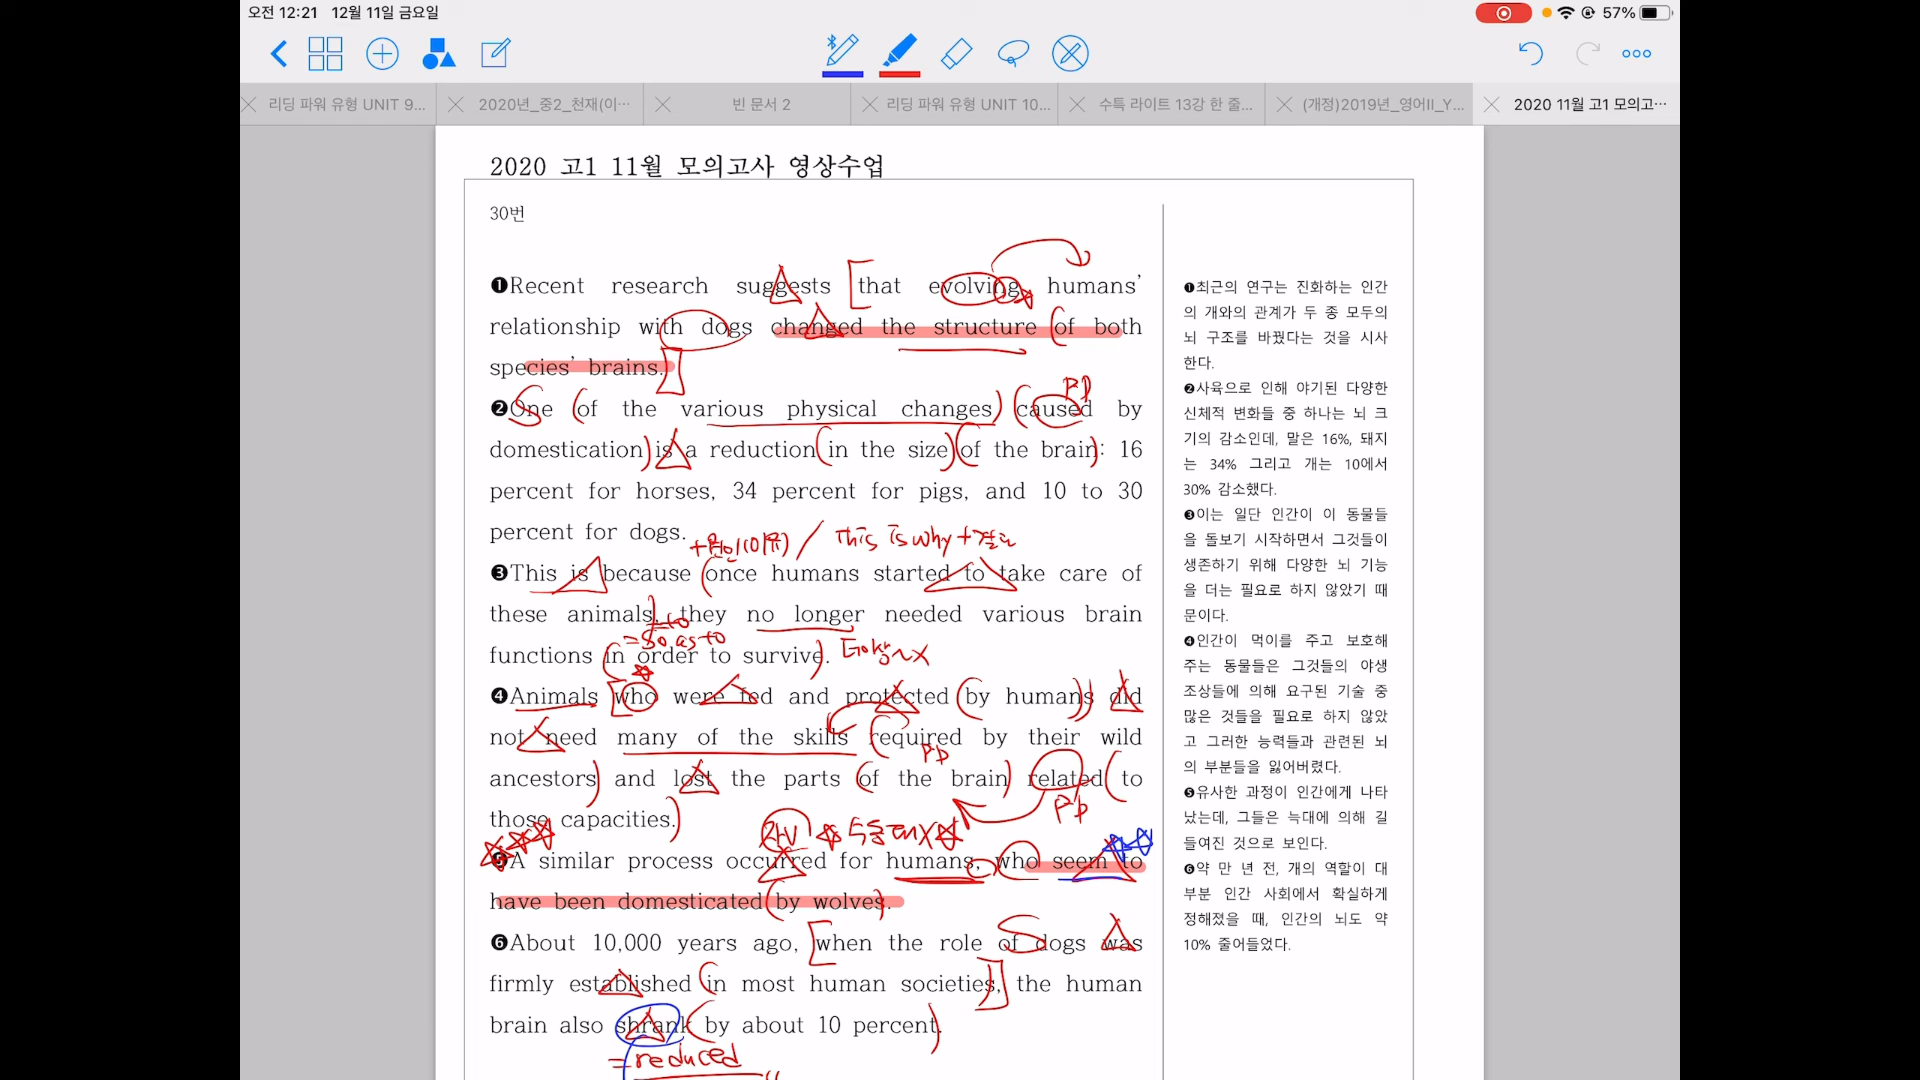 오전 12:21 12월 11일 금요일
57%
리딩 파워 유형 UNIT 9...
2020년_중2_천재(이...
빈 문서 2
리딩 파워 유형 UNIT 10...
수특 라이트 13강 한 줄...
(개정)2019년_영어II_Y...
2020 11월 고1 모의고...
2020 고1 11월 모의고사 영상수업
30번
❶Recent research suggests that evolving humans'
relationship with dogs changed the structure of both
species' brains.
PP
❷One of the various physical changes caused by
S
domestication is a reduction in the size of the brain: 16
percent for horses, 34 percent for pigs, and 10 to 30
percent for dogs.
+원인(이유) / This is why + 결과
❸This is because once humans started to take care of
these animals, they no longer needed various brain
= to
= so as to
functions in order to survive.
더이상 ~ X
❹Animals who were fed and protected by humans did
not need many of the skills required by their wild
PP
ancestors and lost the parts of the brain related to
PP
those capacities.
자V ☆수동태X☆
❺A similar process occurred for humans, who seem to
have been domesticated by wolves.
❻About 10,000 years ago, when the role of dogs was
S
firmly established in most human societies, the human
brain also shrank by about 10 percent.
= reduced
❶최근의 연구는 진화하는 인간
의 개와의 관계가 두 종 모두의
뇌 구조를 바꿨다는 것을 시사
한다.
❷사육으로 인해 야기된 다양한
신체적 변화들 중 하나는 뇌 크
기의 감소인데, 말은 16%, 돼지
는 34% 그리고 개는 10에서
30% 감소했다.
❸이는 일단 인간이 이 동물들
을 돌보기 시작하면서 그것들이
생존하기 위해 다양한 뇌 기능
을 더는 필요로 하지 않았기 때
문이다.
❹인간이 먹이를 주고 보호해
주는 동물들은 그것들의 야생
조상들에 의해 요구된 기술 중
많은 것들을 필요로 하지 않았
고 그러한 능력들과 관련된 뇌
의 부분들을 잃어버렸다.
❺유사한 과정이 인간에게 나타
났는데, 그들은 늑대에 의해 길
들여진 것으로 보인다.
❻약 만 년 전, 개의 역할이 대
부분 인간 사회에서 확실하게
정해졌을 때, 인간의 뇌도 약
10% 줄어들었다.